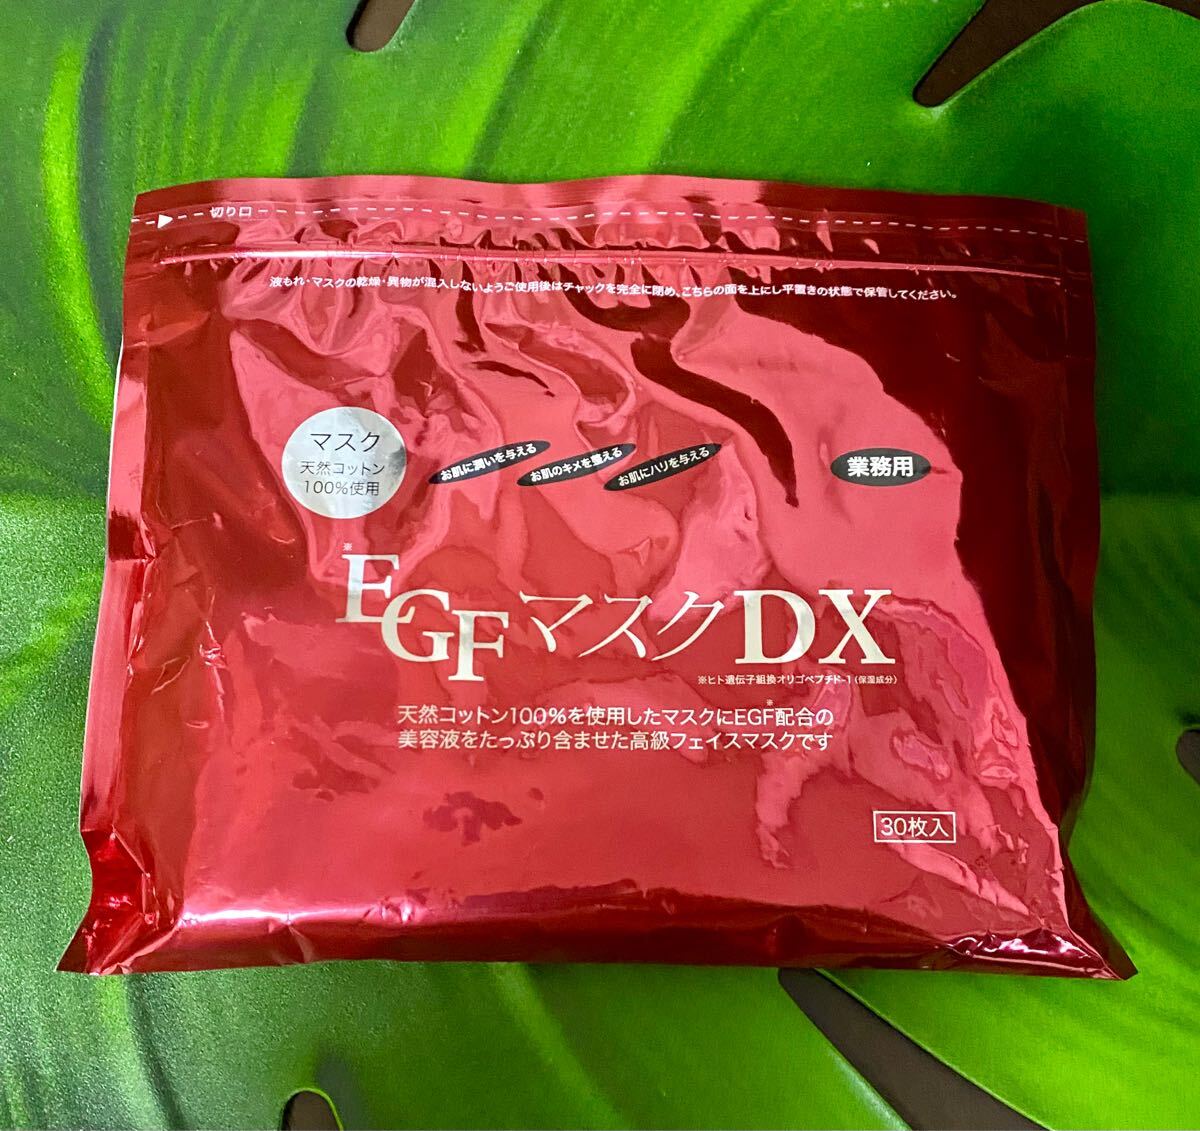 切り口
液もれ・マスクの乾燥・異物が混入しないようご使用後はチャックを完全に閉め、こちらの面を上にし平置きの状態で保管してください。
マスク
天然コットン
100%使用
お肌に潤いを与える
お肌のキメを整える
お肌にハリを与える
業務用
※EGFマスクDX
※ヒト遺伝子組換オリゴペプチド-1（保湿成分）
天然コットン100%を使用したマスクにEGF※配合の
美容液をたっぷり含ませた高級フェイスマスクです
30枚入